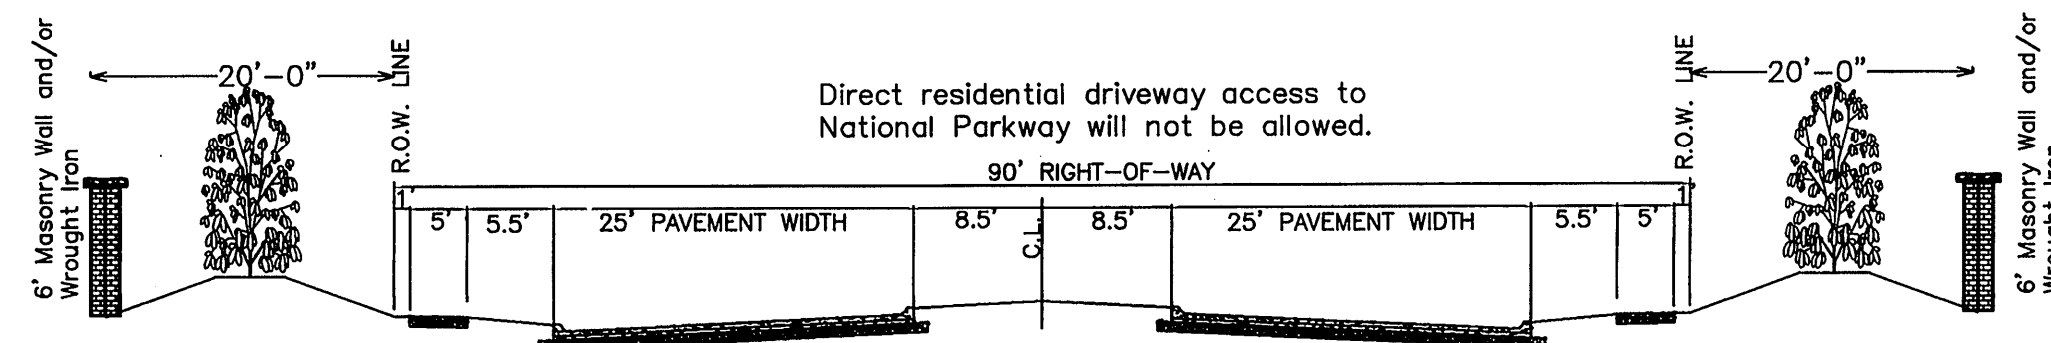 6' Masonry Wall and/or
Wrought Iron
20'-0"
R.O.W. LINE
Direct residential driveway access to
National Parkway will not be allowed.
90' RIGHT-OF-WAY
1'
5'
5.5'
25' PAVEMENT WIDTH
8.5'
C.L.
8.5'
25' PAVEMENT WIDTH
5.5'
5'
1'
R.O.W. LINE
20'-0"
6' Masonry Wall and/or
Wrought Iron